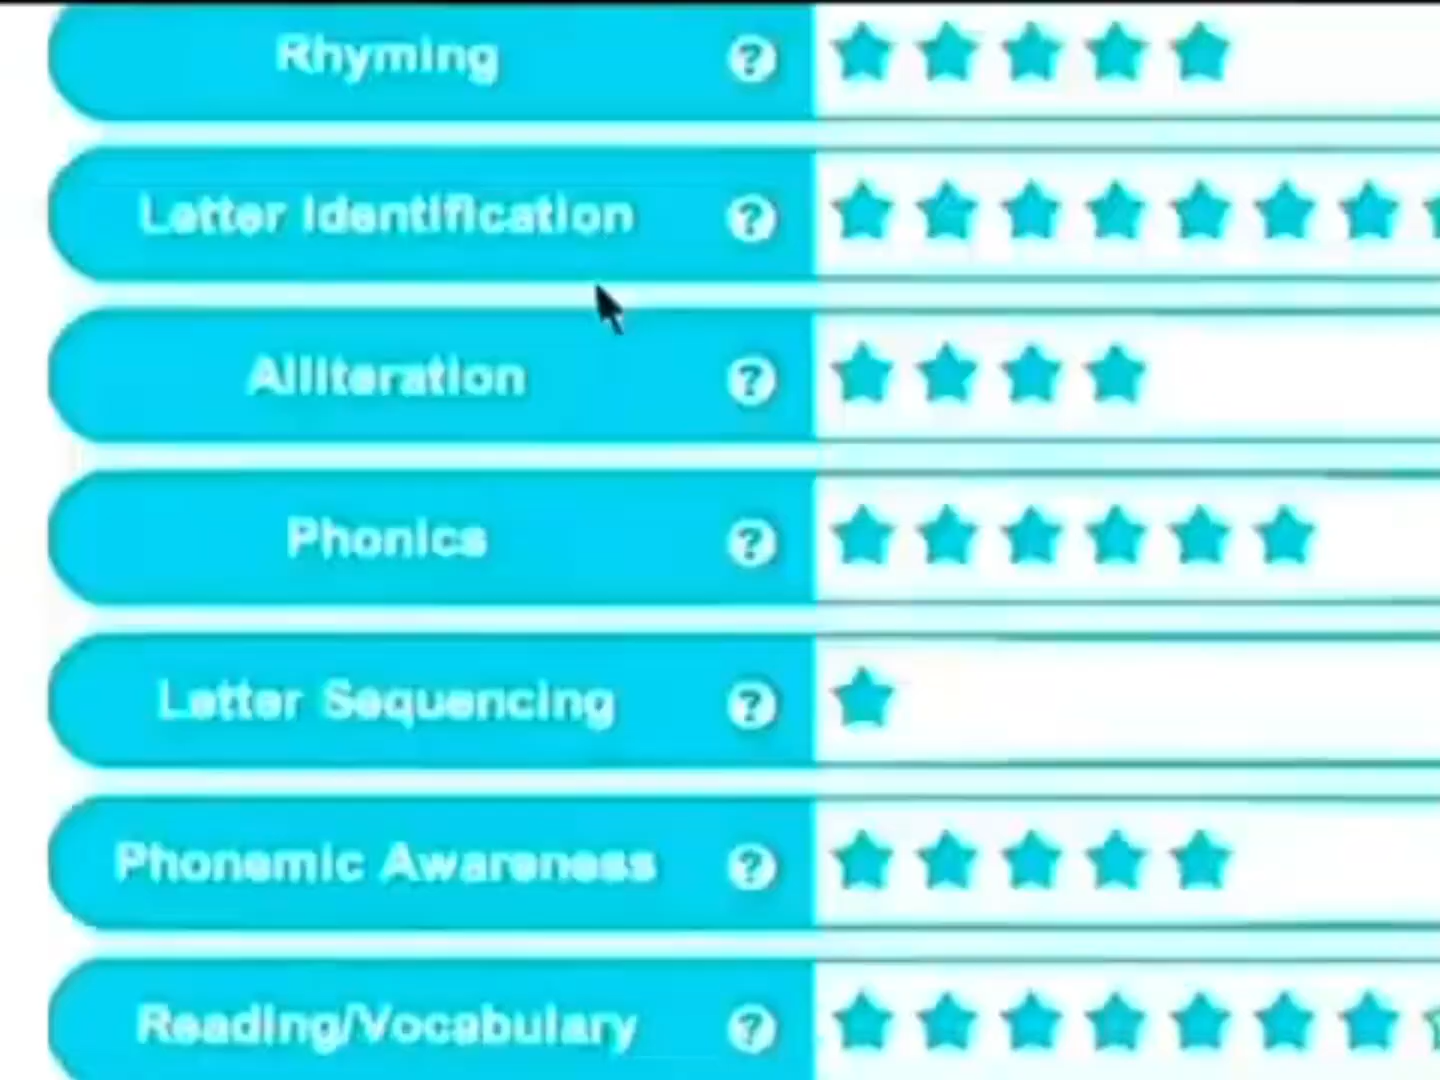 Rhyming ?
Letter Identification ?
Alliteration ?
Phonics ?
Letter Sequencing ?
Phonemic Awareness ?
Reading/Vocabulary ?